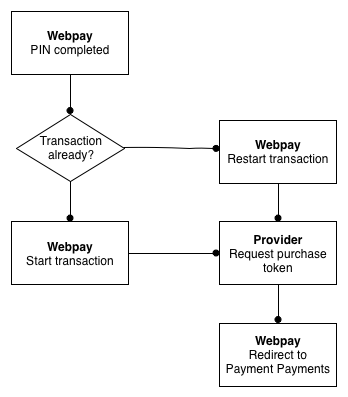 Webpay
PIN completed
Transaction
already?
Webpay
Restart transaction
Webpay
Start transaction
Provider
Request purchase
token
Webpay
Redirect to
Payment Payments